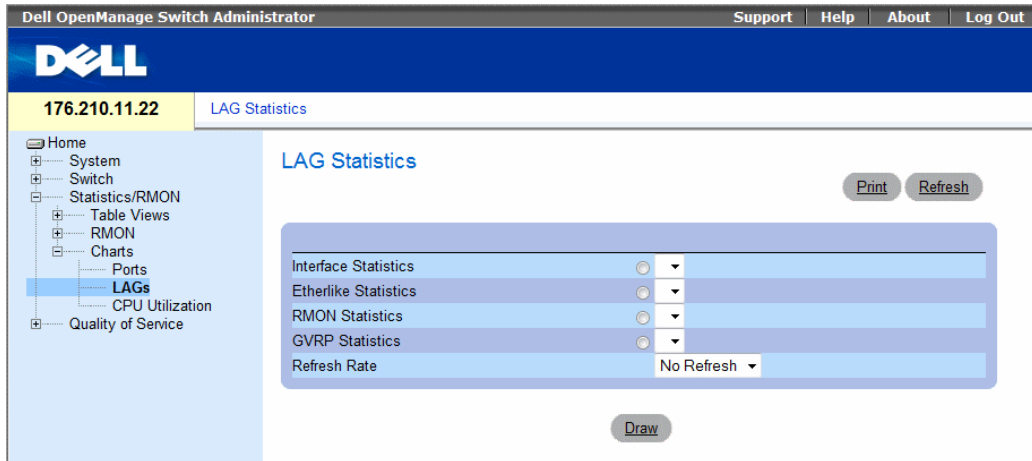 Dell OpenManage Switch Administrator
Support Help About Log Out
DELL
176.210.11.22
LAG Statistics
Home
System
Switch
Statistics/RMON
Table Views
RMON
Charts
Ports
LAGs
CPU Utilization
Quality of Service
LAG Statistics
Print Refresh
Interface Statistics
Etherlike Statistics
RMON Statistics
GVRP Statistics
Refresh Rate No Refresh
Draw